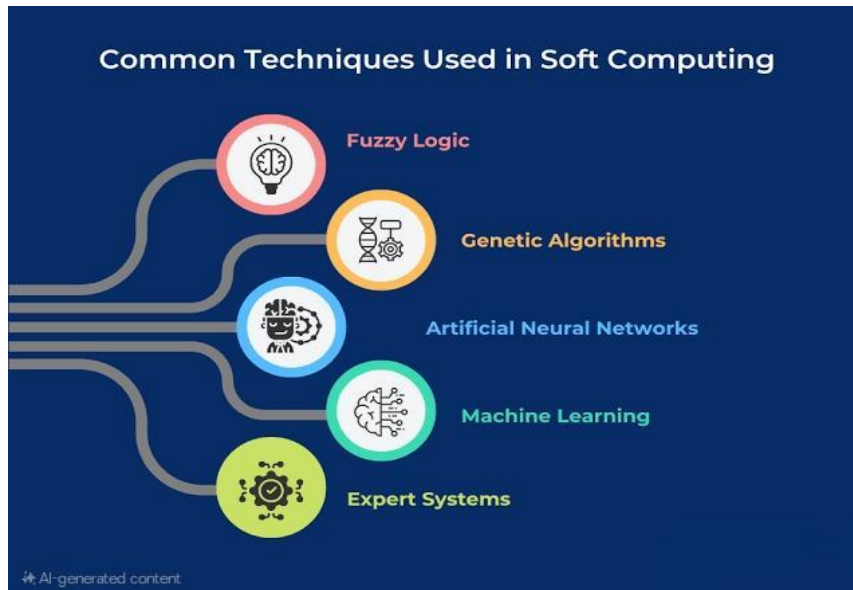 Common Techniques Used in Soft Computing
Fuzzy Logic
Genetic Algorithms
Artificial Neural Networks
Machine Learning
Expert Systems
AI-generated content